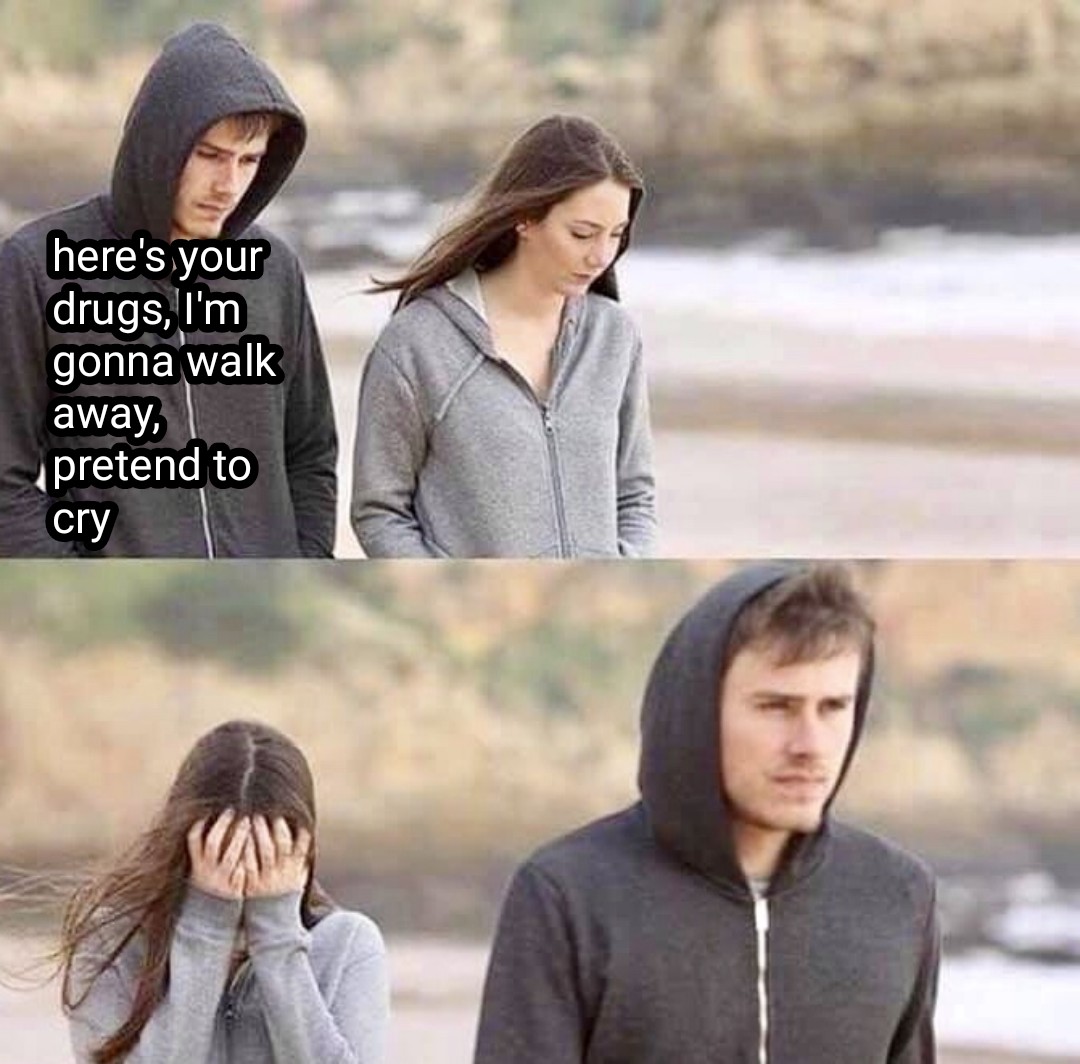 here's your
drugs, I'm
gonna walk
away,
pretend to
cry